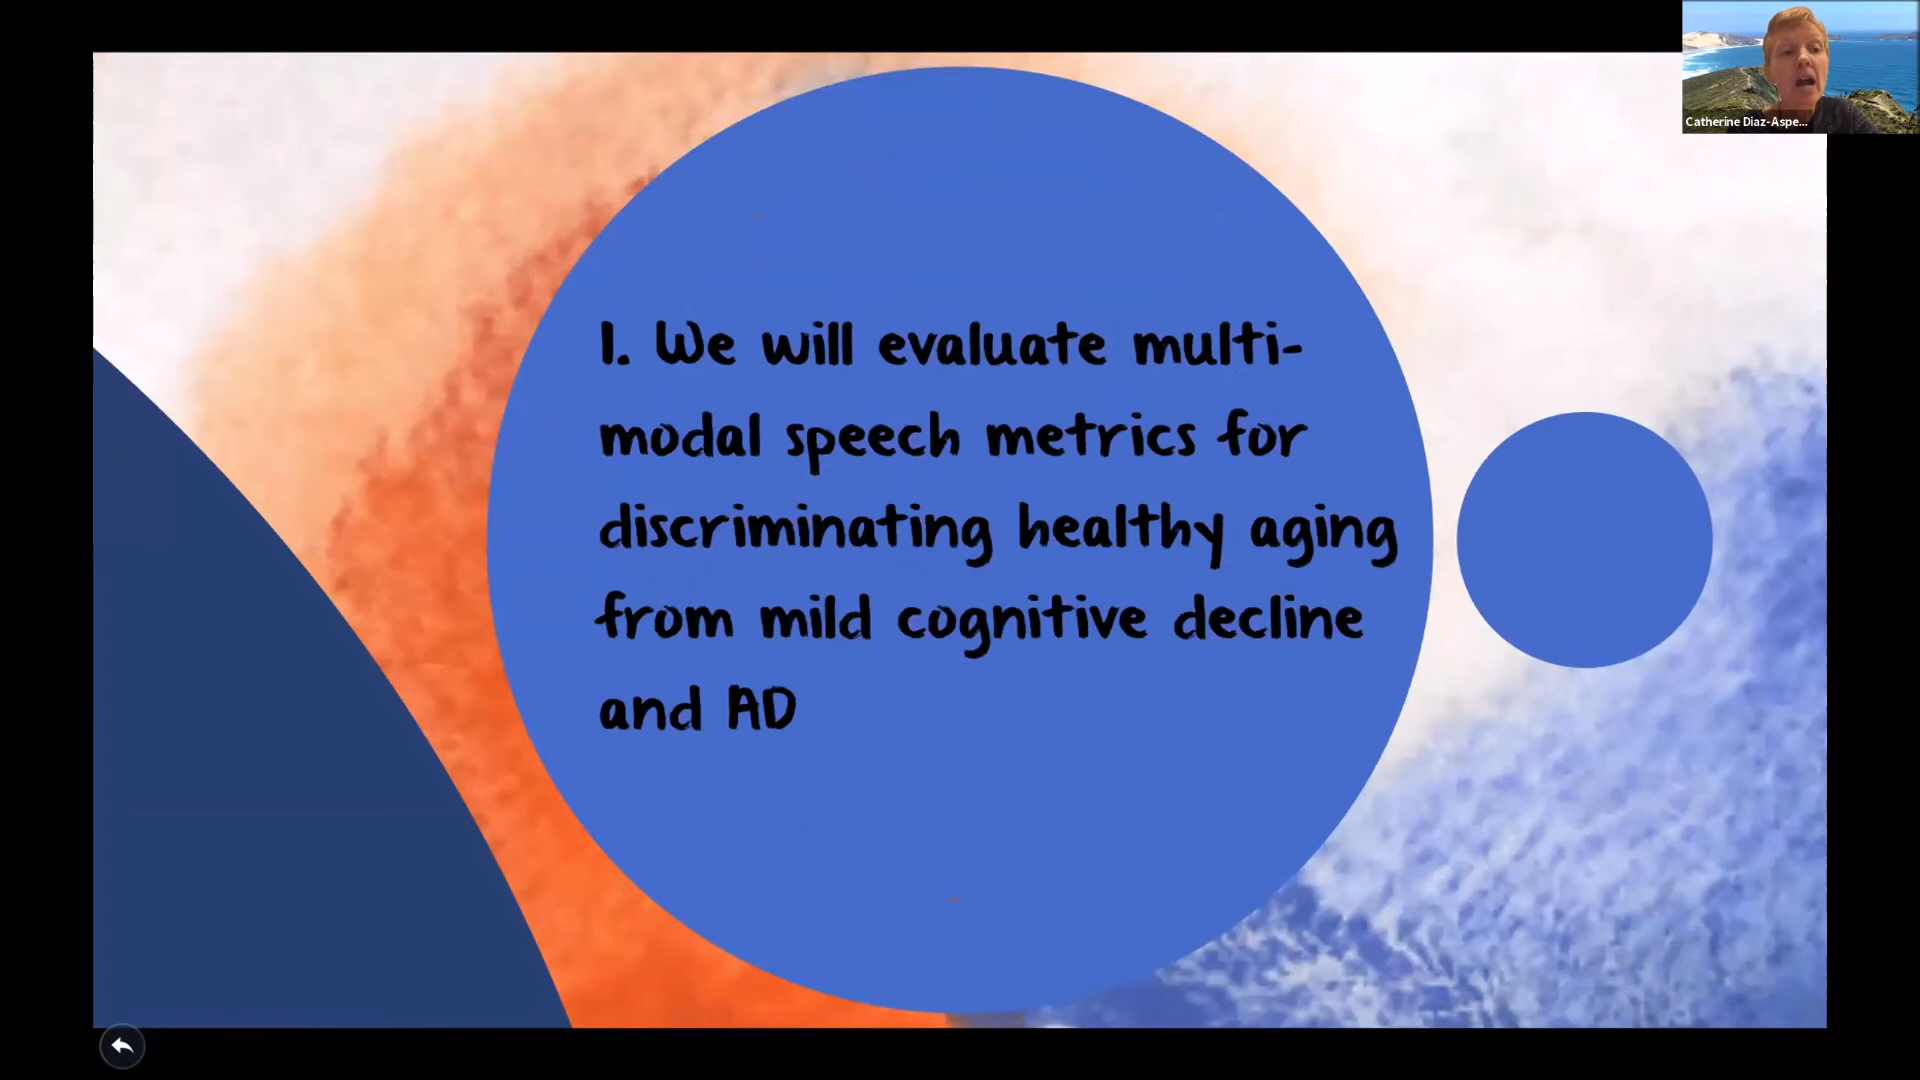 Catherine Diaz-Aspe...
1. We will evaluate multi-
modal speech metrics for
discriminating healthy aging
from mild cognitive decline
and AD